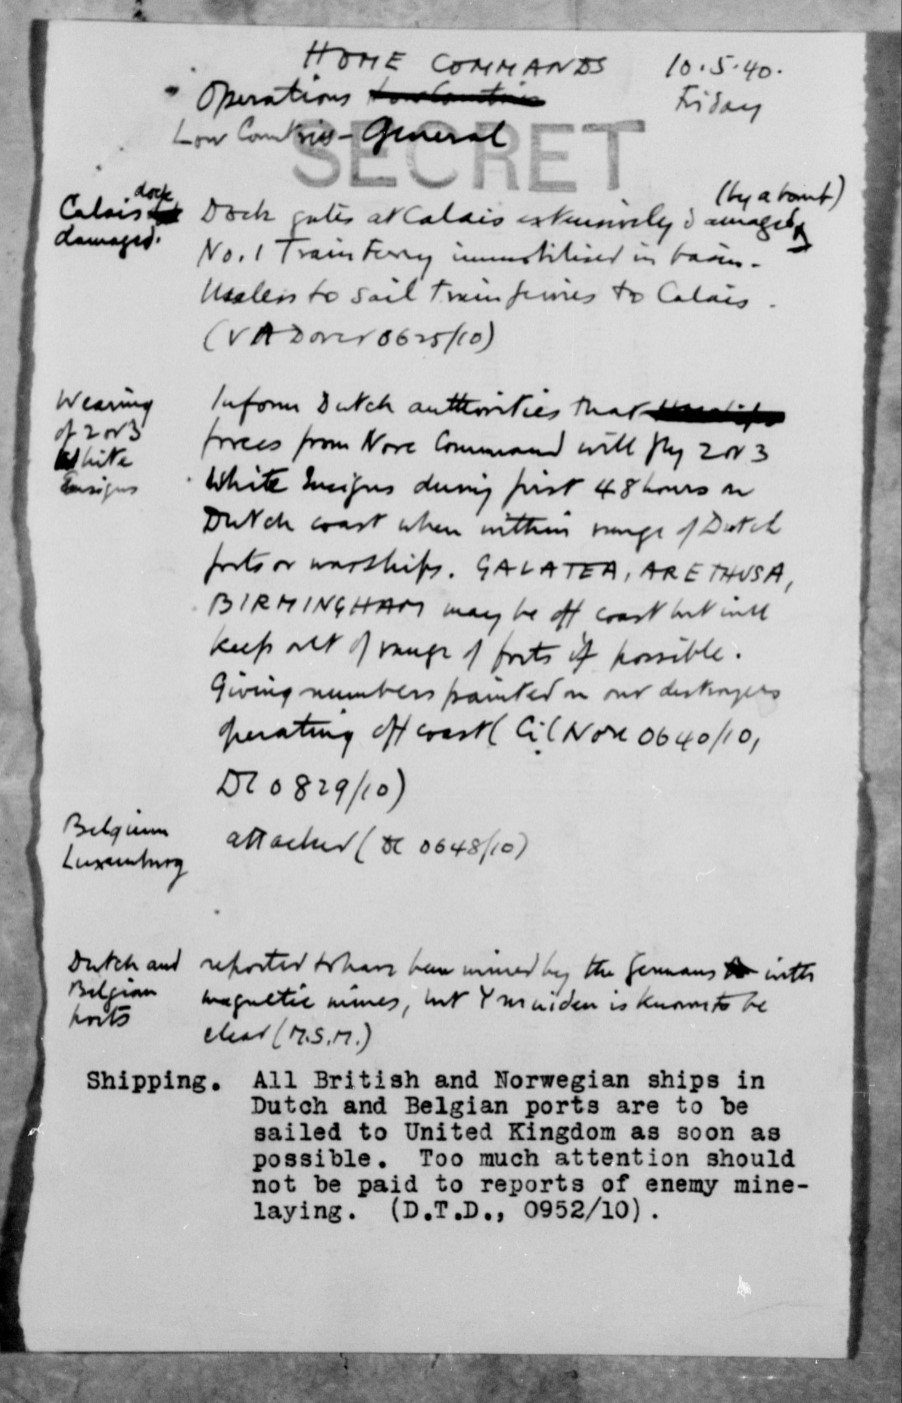 HOME COMMANDS 10.5.40.
Operations Friday
Low Countries - General
SECRET
Calais dock damaged.
Dock gates at Calais extensively damaged (by a bomb)
No. 1 Train Ferry immobilised in basin.
Useless to sail train ferries to Calais.
(VA Dover 0625/10)
Wearing
of 2 or 3
White
Ensigns
Inform Dutch authorities that
forces from Nore Command will fly 2 or 3
White Ensigns during first 48 hours on
Dutch coast when within range of Dutch
forts or warships. GALATEA, ARETHUSA,
BIRMINGHAM may be off coast but will
keep out of range of forts if possible.
Giving numbers painted on our destroyers
operating off coast (C.i.C Nore 0640/10,
0829/10)
Belgium
Luxemburg
attacked ( 0648/10)
Dutch and
Belgian
ports
reported to have been mined by the Germans with
magnetic mines, but Ymuiden is known to be
clear (M.S.M.)
Shipping. All British and Norwegian ships in
Dutch and Belgian ports are to be
sailed to United Kingdom as soon as
possible. Too much attention should
not be paid to reports of enemy mine-
laying. (D.T.D., 0952/10).